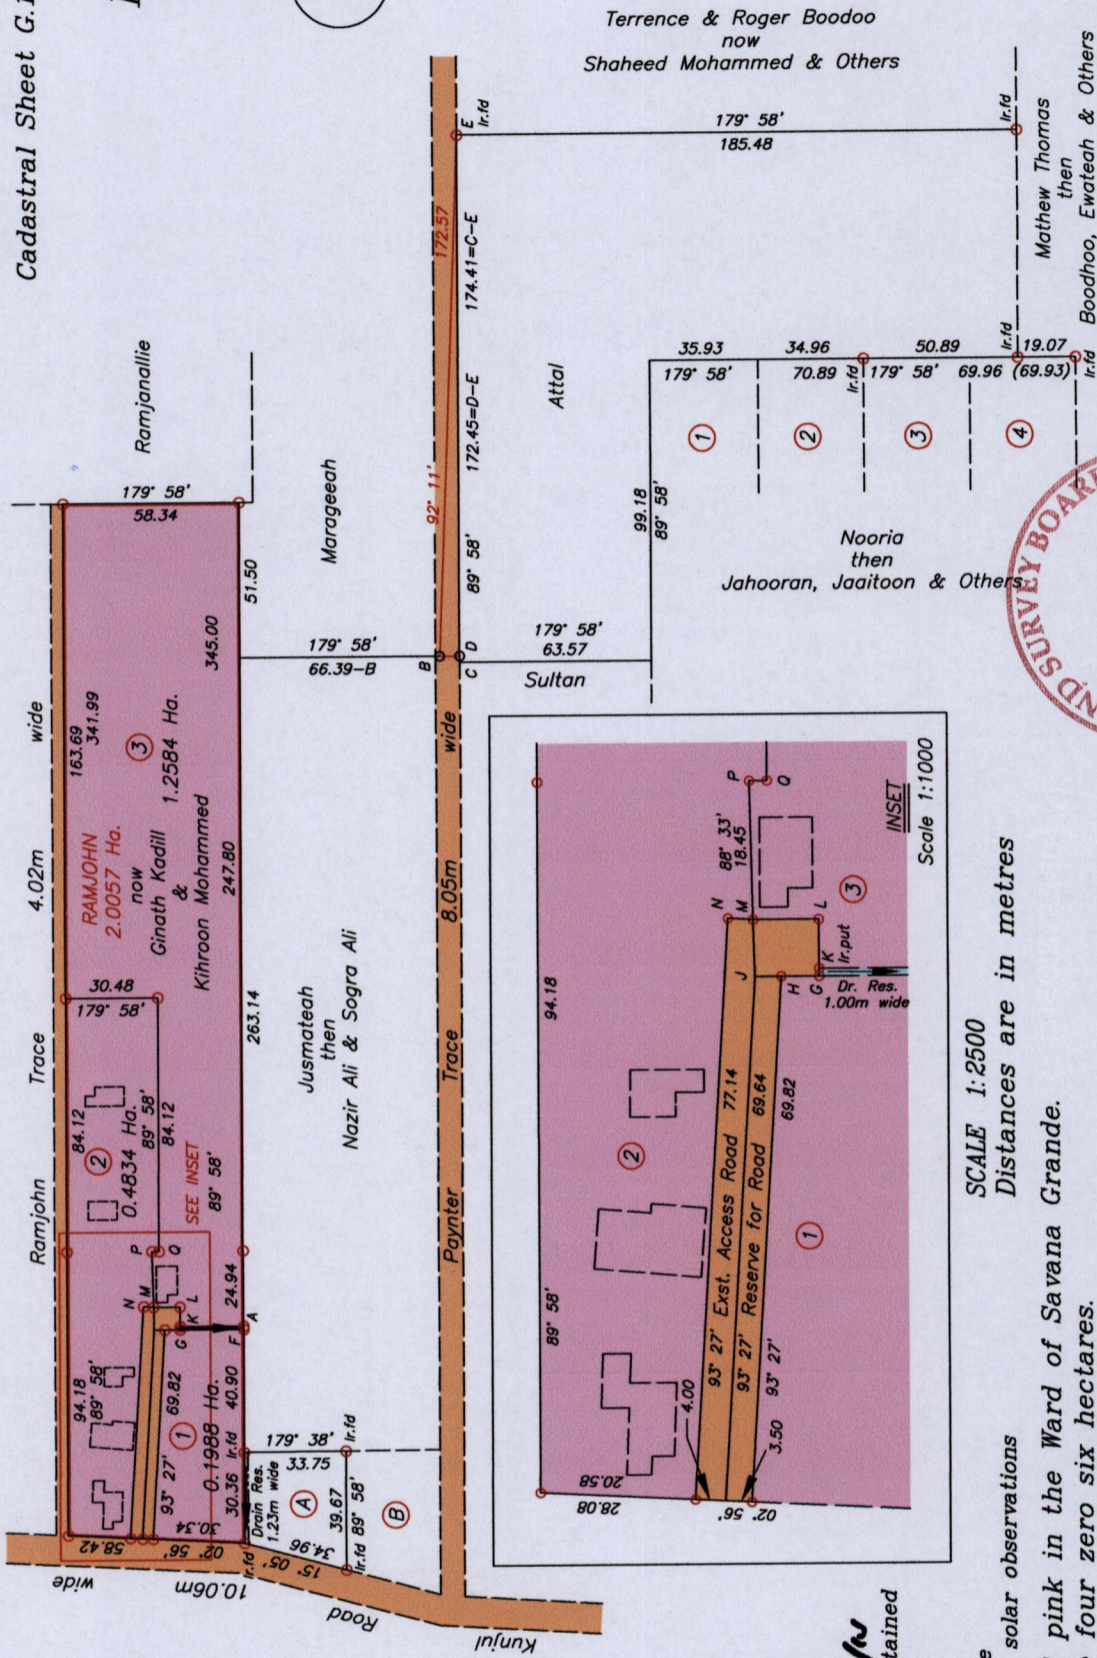 Cadastral Sheet G.
Terrence & Roger Boodoo
now
Shaheed Mohammed & Others
E
Ir.fd
179° 58'
185.48
Ir.fd
Mathew Thomas
then
Boodhoo, Ewateah & Others
172.57
174.41=C-E
92° 11'
172.45=D-E
89° 58'
Attal
35.93
179° 58'
34.96
70.89
Ir.fd
50.89
179° 58'
69.96
Ir.fd
19.07
(69.93)
Ir.fd
1
2
3
4
99.18
89° 58'
Nooria
then
Jahooran, Jaaitoon & Others
Ramjanallie
179° 58'
58.34
Marageeah
51.50
345.00
179° 58'
66.39-B
B
C
D
179° 58'
63.57
Sultan
Ramjohn Trace 4.02m wide
163.69
341.99
3
RAMJOHN
2.0057 Ha.
now
Ginath Kadill
&
Kihroon Mohammed
1.2584 Ha.
247.80
263.14
30.48
179° 58'
84.12
2
0.4834 Ha.
89° 58'
84.12
SEE INSET
89° 58'
Jusmateah
then
Nazir Ali & Sogra Ali
Paynter Trace 8.05m wide
P
Q
N
M
L
K
G
24.94
A
F
94.18
89° 58'
69.82
93° 27'
1
0.1988 Ha.
40.90
Ir.fd
30.36
30.34
02° 56'
58.42
Ir.fd
Drain Res.
1.23m wide
179° 38'
33.75
Ir.fd
A
39.67
89° 58'
34.96
15° 05'
Ir.fd
B
Kunjul Road 10.06m wide
INSET
Scale 1:1000
P
Q
88° 33'
18.45
N
M
L
3
J
K
Ir.put
H
G
Dr. Res.
1.00m wide
94.18
89° 58'
2
93° 27' Exst. Access Road 77.14
93° 27' Reserve for Road 69.64
93° 27'
69.82
1
4.00
3.50
20.58
28.08
02° 56'
SCALE 1:2500
Distances are in metres
solar observations
pink in the Ward of Savana Grande.
four zero six hectares.
tained
SURVEY BOARD